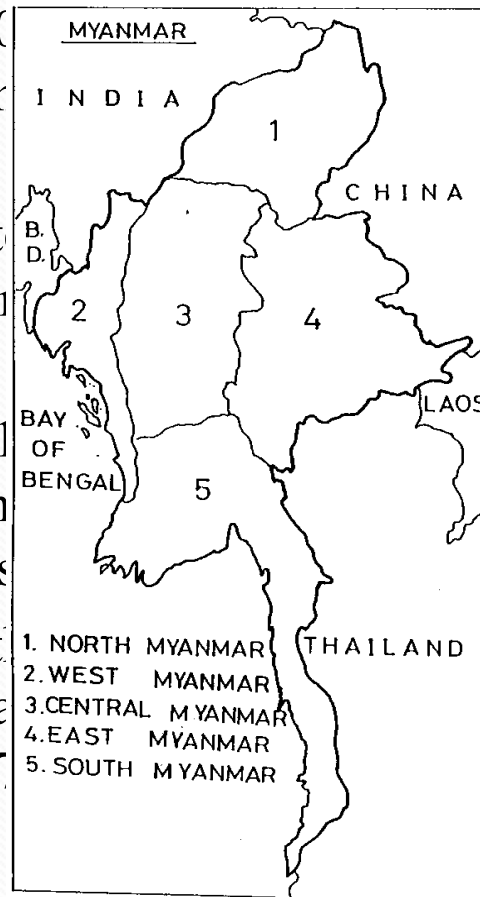 MYANMAR
INDIA
1
CHINA
B.
D.
2
3
4
LAOS
BAY
OF
BENGAL
5
1. NORTH MYANMAR
THAILAND
2. WEST MYANMAR
3. CENTRAL MYANMAR
4. EAST MYANMAR
5. SOUTH MYANMAR